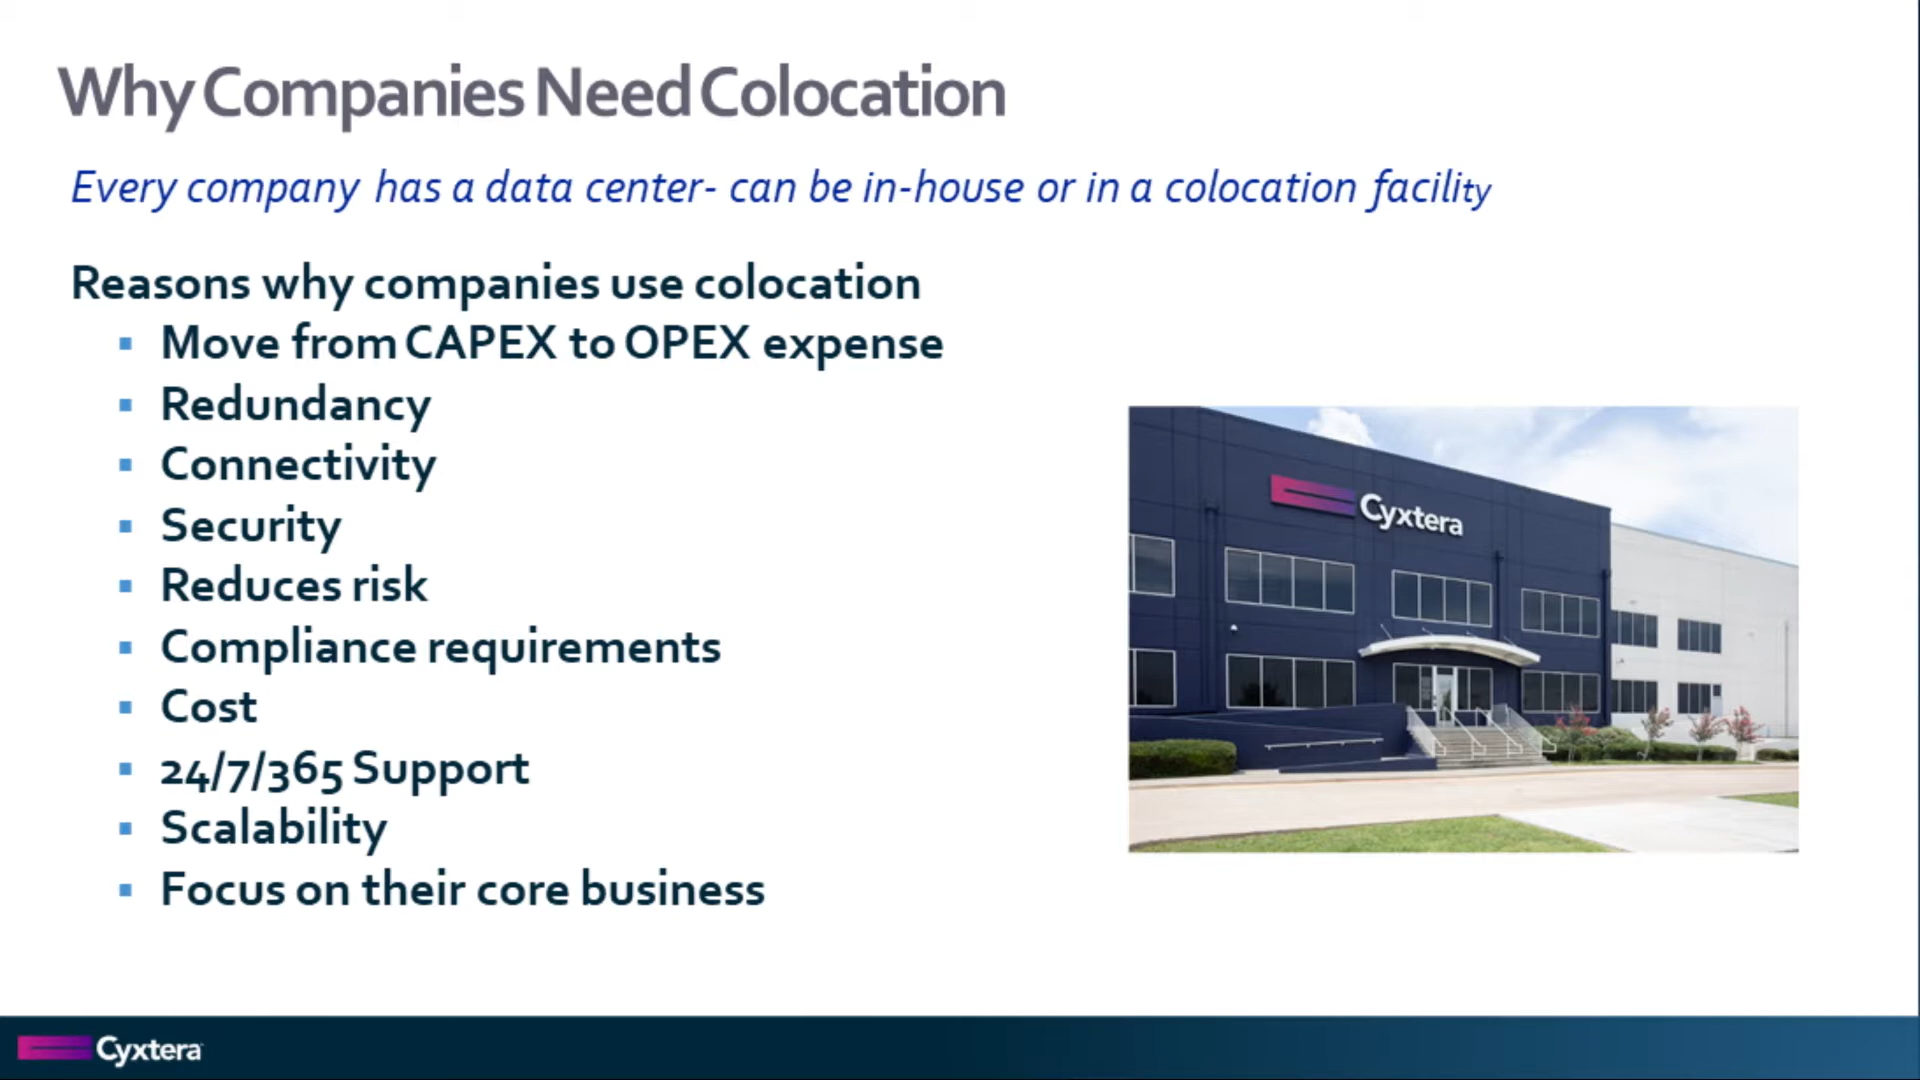 Why Companies Need Colocation
Every company has a data center- can be in-house or in a colocation facility
Reasons why companies use colocation
▪ Move from CAPEX to OPEX expense
▪ Redundancy
▪ Connectivity
▪ Security
▪ Reduces risk
▪ Compliance requirements
▪ Cost
▪ 24/7/365 Support
▪ Scalability
▪ Focus on their core business
Cyxtera
Cyxtera